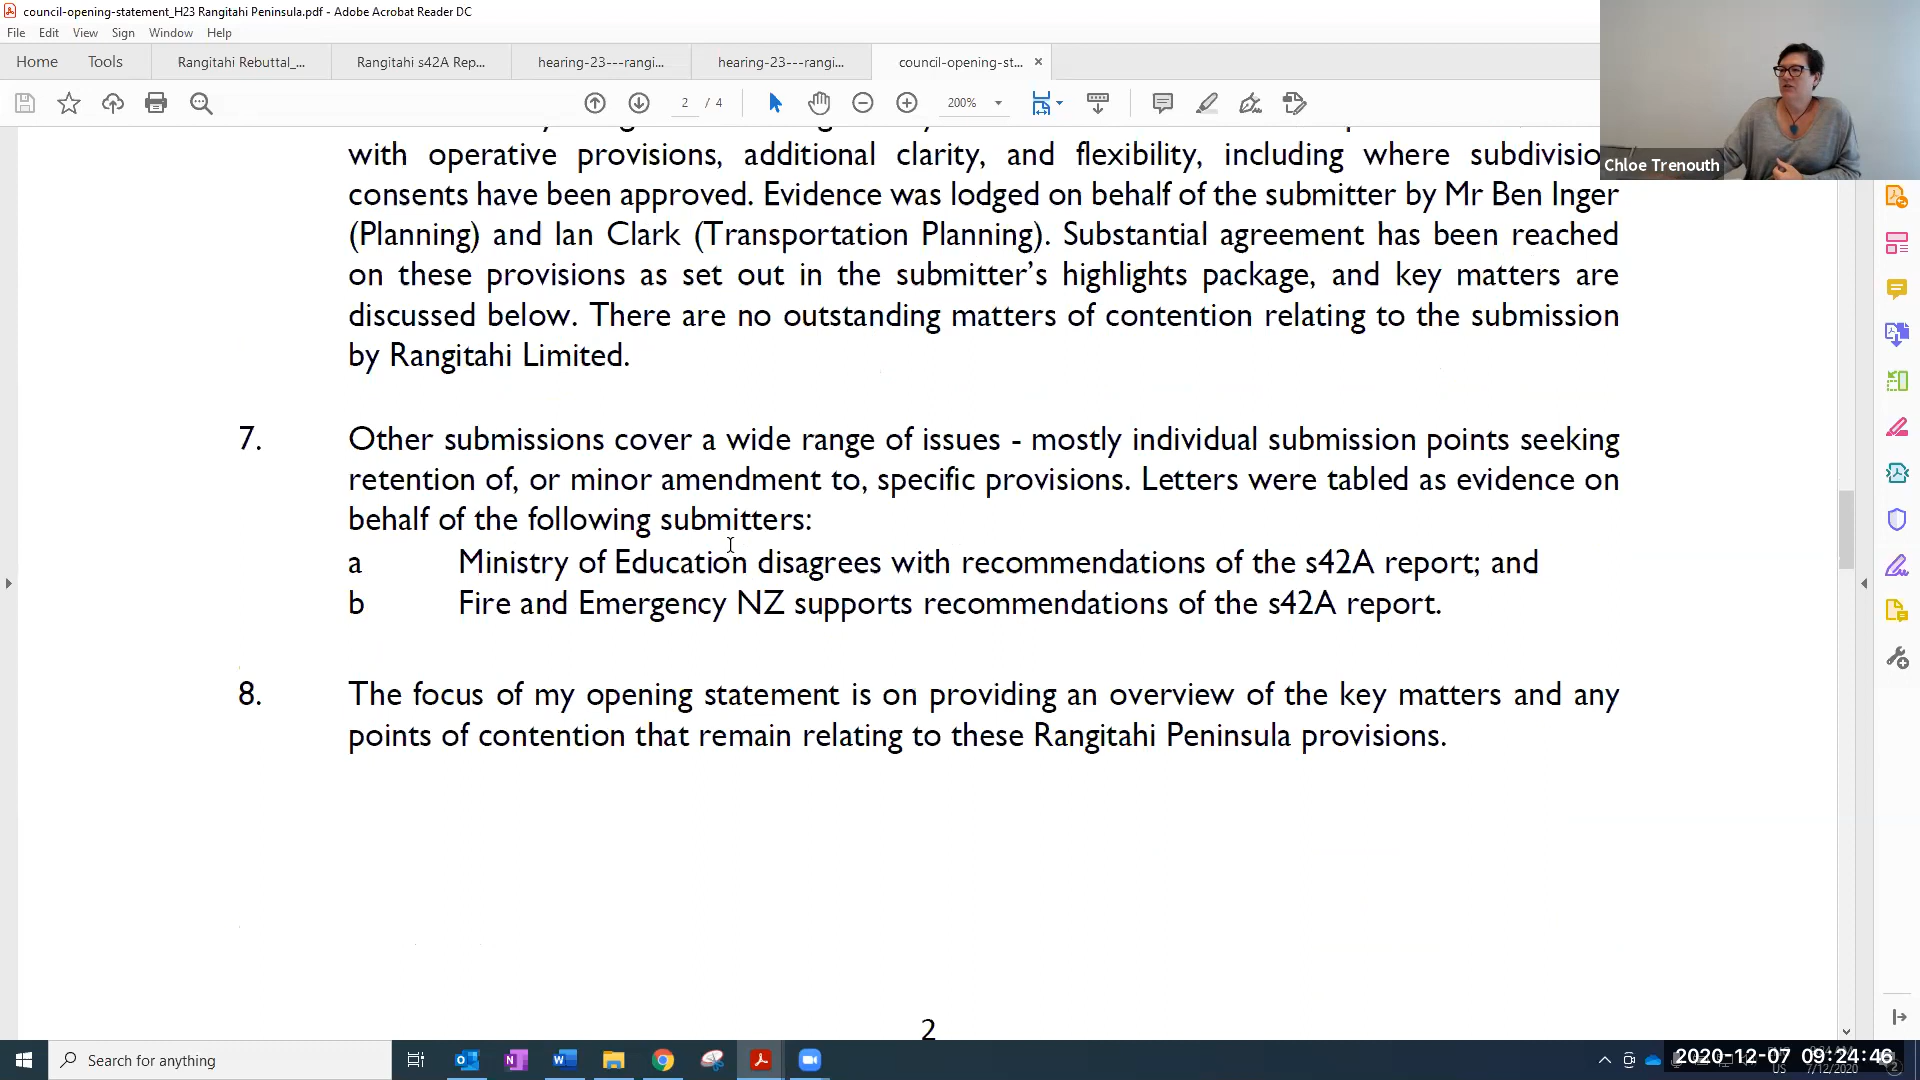 council-opening-statement_H23 Rangitahi Peninsula.pdf - Adobe Acrobat Reader DC
File Edit View Sign Window Help
Home Tools Rangitahi Rebuttal_... Rangitahi s42A Rep... hearing-23---rangi... hearing-23---rangi... council-opening-st... ×
2 / 4 200%
with operative provisions, additional clarity, and flexibility, including where subdivisio
consents have been approved. Evidence was lodged on behalf of the submitter by Mr Ben Inger
(Planning) and Ian Clark (Transportation Planning). Substantial agreement has been reached
on these provisions as set out in the submitter’s highlights package, and key matters are
discussed below. There are no outstanding matters of contention relating to the submission
by Rangitahi Limited.
7. Other submissions cover a wide range of issues - mostly individual submission points seeking
retention of, or minor amendment to, specific provisions. Letters were tabled as evidence on
behalf of the following submitters:
a Ministry of Education disagrees with recommendations of the s42A report; and
b Fire and Emergency NZ supports recommendations of the s42A report.
8. The focus of my opening statement is on providing an overview of the key matters and any
points of contention that remain relating to these Rangitahi Peninsula provisions.
2
Chloe Trenouth
Search for anything
2020-12-07 09:24:46
US 7/12/2020